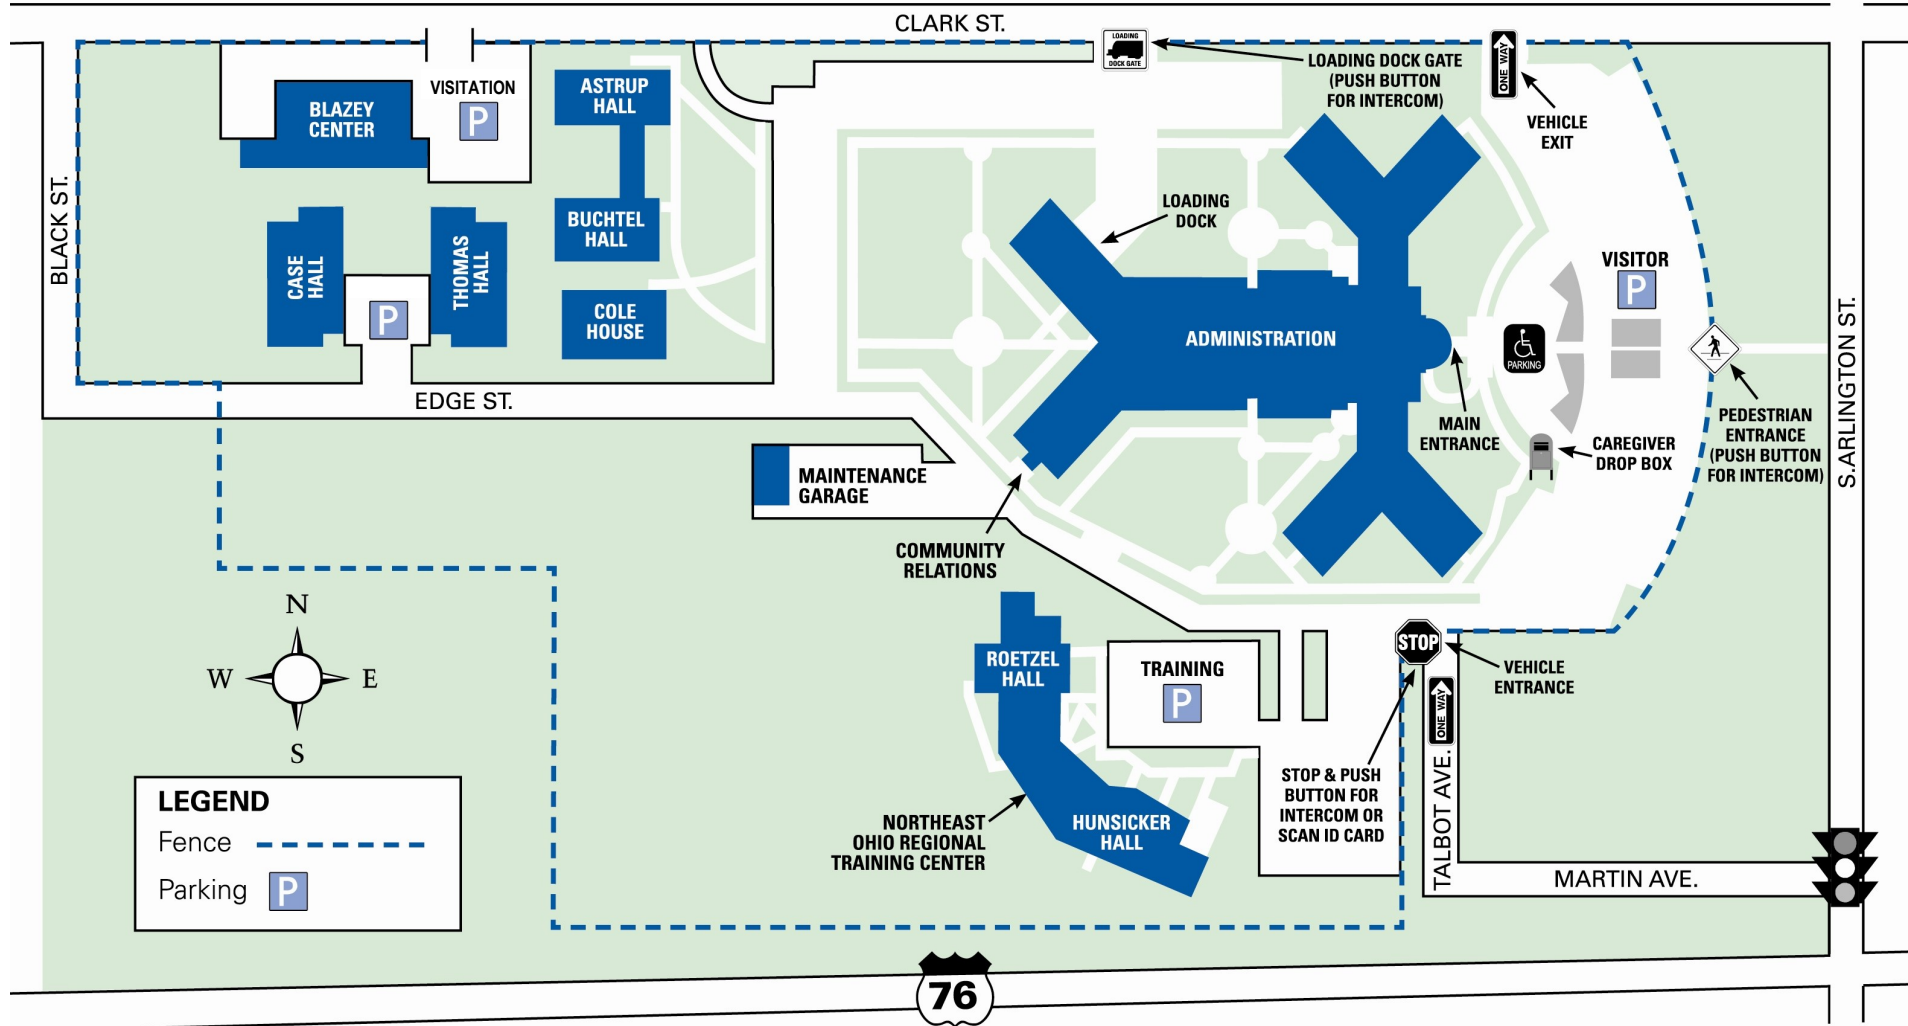 CLARK ST.
LOADING
DOCK GATE
ONE WAY
LOADING DOCK GATE
(PUSH BUTTON
FOR INTERCOM)
VEHICLE
EXIT
BLAZEY
CENTER
VISITATION
P
ASTRUP
HALL
BUCHTEL
HALL
COLE
HOUSE
CASE
HALL
THOMAS
HALL
P
BLACK ST.
EDGE ST.
LOADING
DOCK
ADMINISTRATION
VISITOR
P
PARKING
MAIN
ENTRANCE
CAREGIVER
DROP BOX
PEDESTRIAN
ENTRANCE
(PUSH BUTTON
FOR INTERCOM)
S.ARLINGTON ST.
MAINTENANCE
GARAGE
COMMUNITY
RELATIONS
ROETZEL
HALL
TRAINING
P
STOP
VEHICLE
ENTRANCE
ONE WAY
STOP & PUSH
BUTTON FOR
INTERCOM OR
SCAN ID CARD
TALBOT AVE.
MARTIN AVE.
NORTHEAST
OHIO REGIONAL
TRAINING CENTER
HUNSICKER
HALL
N
W
E
S
LEGEND
Fence
Parking P
76